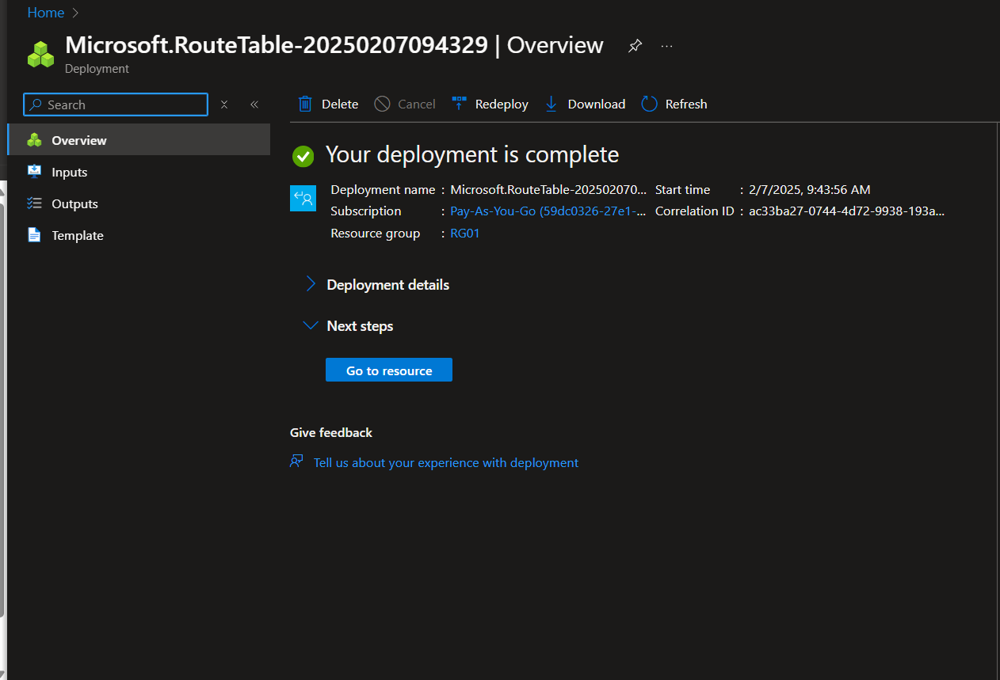 Home
Microsoft.RouteTable-20250207094329 | Overview
Deployment
Search
Delete
Cancel
Redeploy
Download
Refresh
Overview
Inputs
Outputs
Template
Your deployment is complete
Deployment name : Microsoft.RouteTable-202502070...
Start time : 2/7/2025, 9:43:56 AM
Subscription : Pay-As-You-Go (59dc0326-27e1-...
Correlation ID : ac33ba27-0744-4d72-9938-193a...
Resource group : RG01
Deployment details
Next steps
Go to resource
Give feedback
Tell us about your experience with deployment